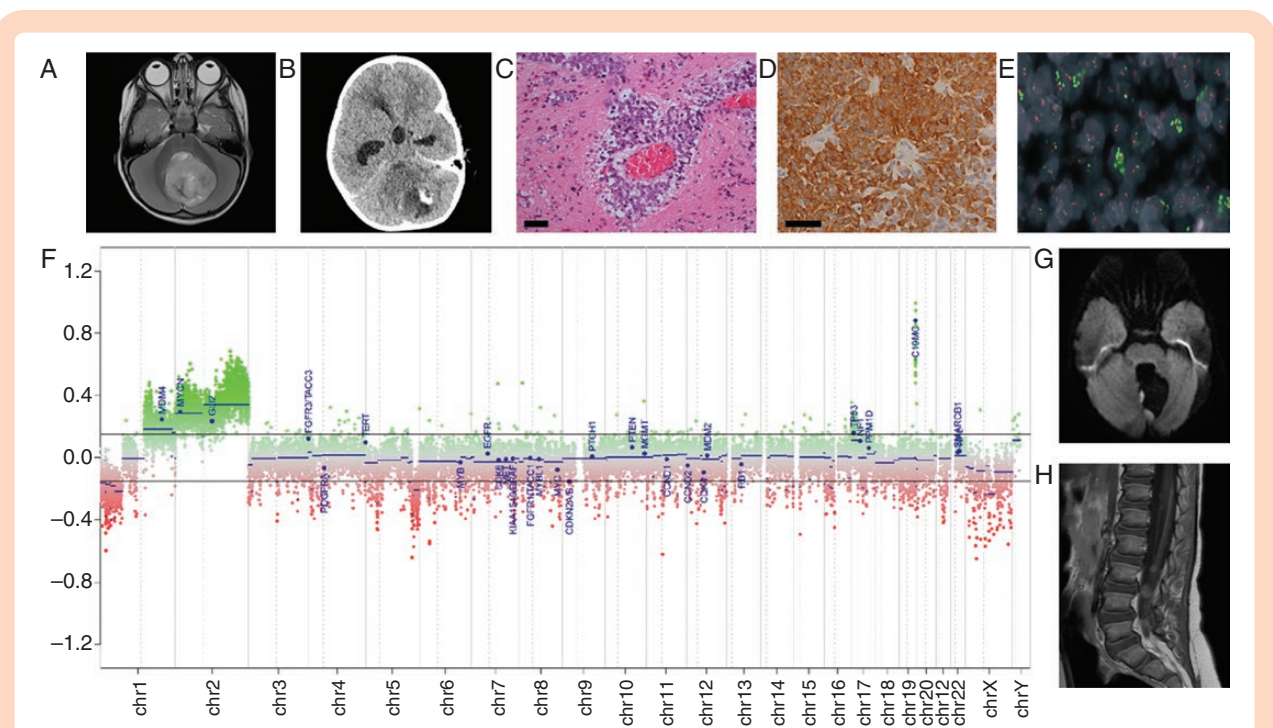 A
B
C
D
E
F
1.2
0.8
0.4
0.0
−0.4
−0.8
−1.2
MDM4
MYCN
GLI2
FGFR3/TACC3
PDGFRA
TERT
MYB
EGFR
FGFR1/TACC1
MYBL1
MYC
CDKN2A/B
PTCH1
PTEN
MGMT
CCND1
CCND2
CDK4
MDM2
RB1
TP53
NF1
PPM1D
C19MC
SMARCB1
chr1
chr2
chr3
chr4
chr5
chr6
chr7
chr8
chr9
chr10
chr11
chr12
chr13
chr14
chr15
chr16
chr17
chr18
chr19
chr20
chr12
chr22
chrX
chrY
G
H